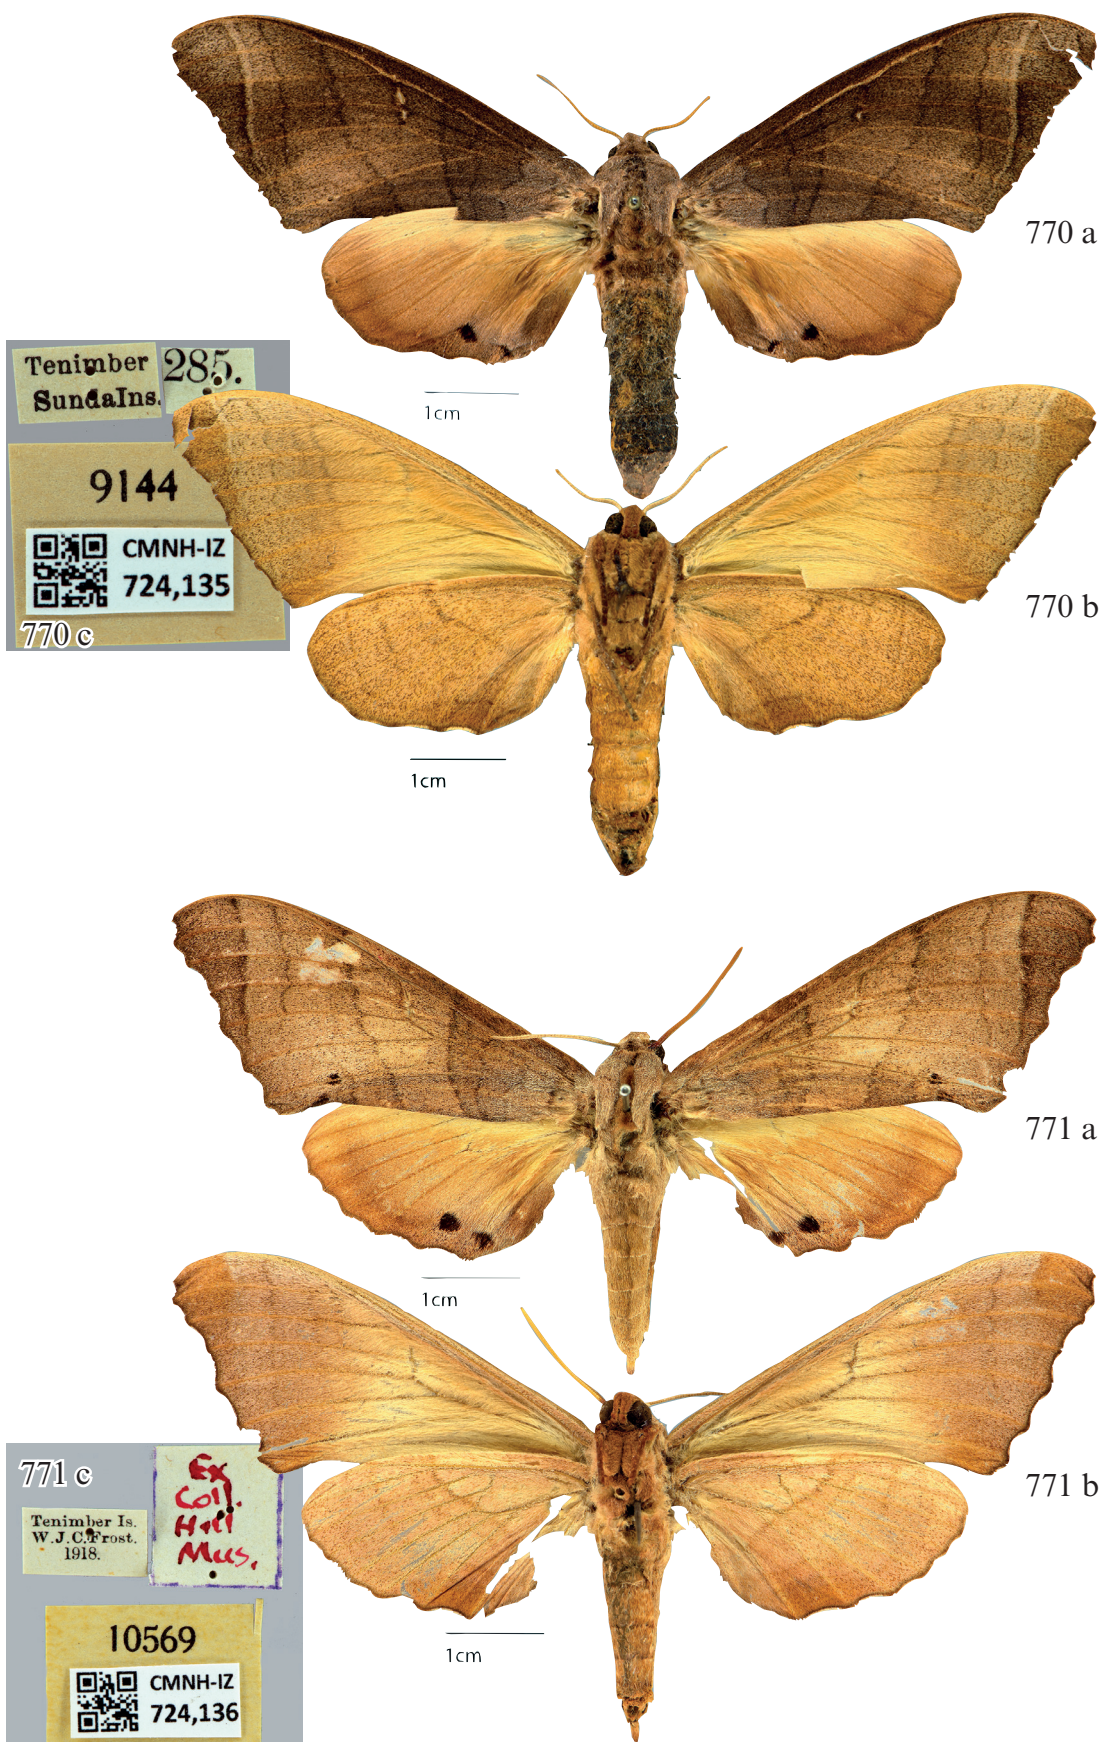 770 a
Tenimber
SundaIns.
285.
1cm
9144
CMNH-IZ
724,135
770 c
770 b
1cm
771 a
1cm
771 c
Ex
Coll.
Hill
Mus.
Tenimber Is.
W.J.C.Frost.
1918.
771 b
10569
CMNH-IZ
724,136
1cm